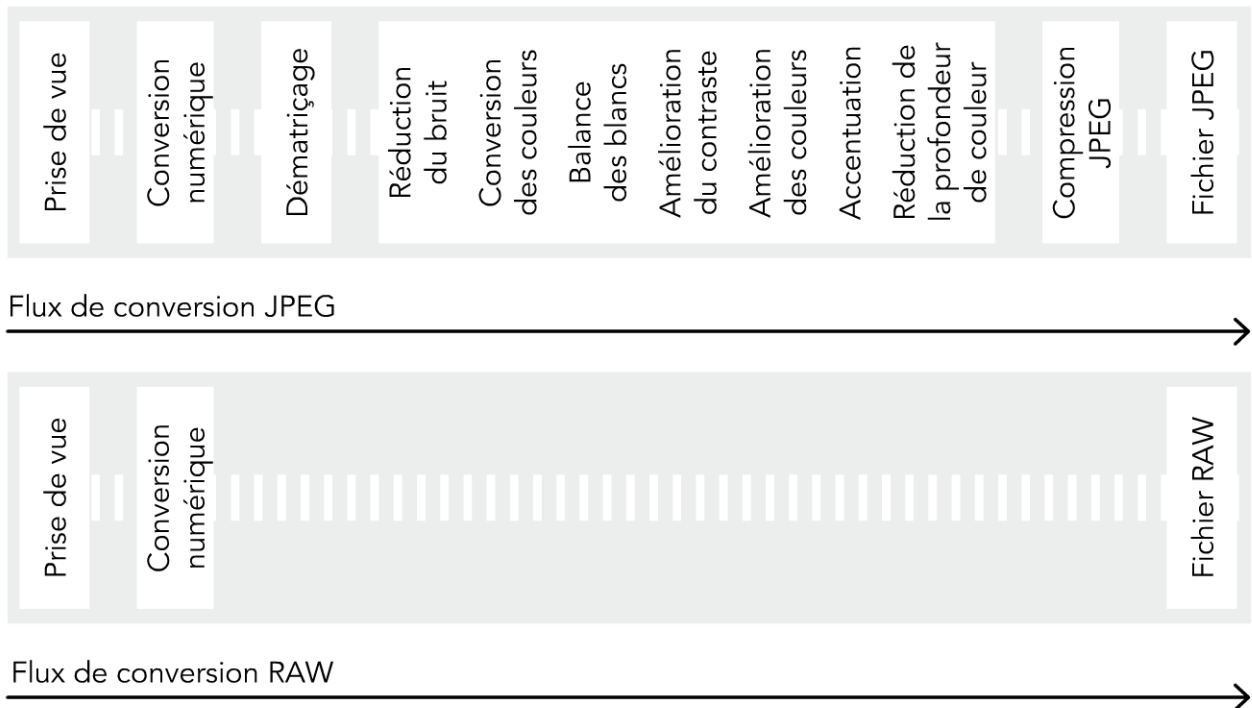 Prise de vue
Conversion
numérique
Dématriçage
Réduction
du bruit
Conversion
des couleurs
Balance
des blancs
Amélioration
du contraste
Amélioration
des couleurs
Accentuation
Réduction de
la profondeur
de couleur
Compression
JPEG
Fichier JPEG
Flux de conversion JPEG
Prise de vue
Conversion
numérique
Fichier RAW
Flux de conversion RAW